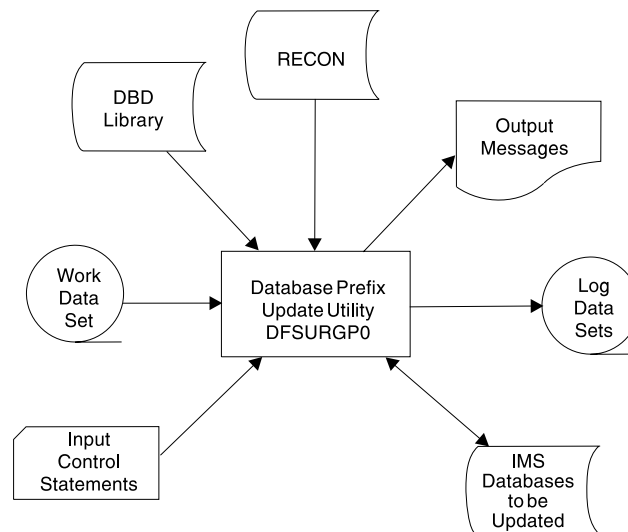 RECON
DBD
Library
Output
Messages
Work
Data
Set
Database Prefix
Update Utility
DFSURGP0
Log
Data
Sets
Input
Control
Statements
IMS
Databases
to be
Updated